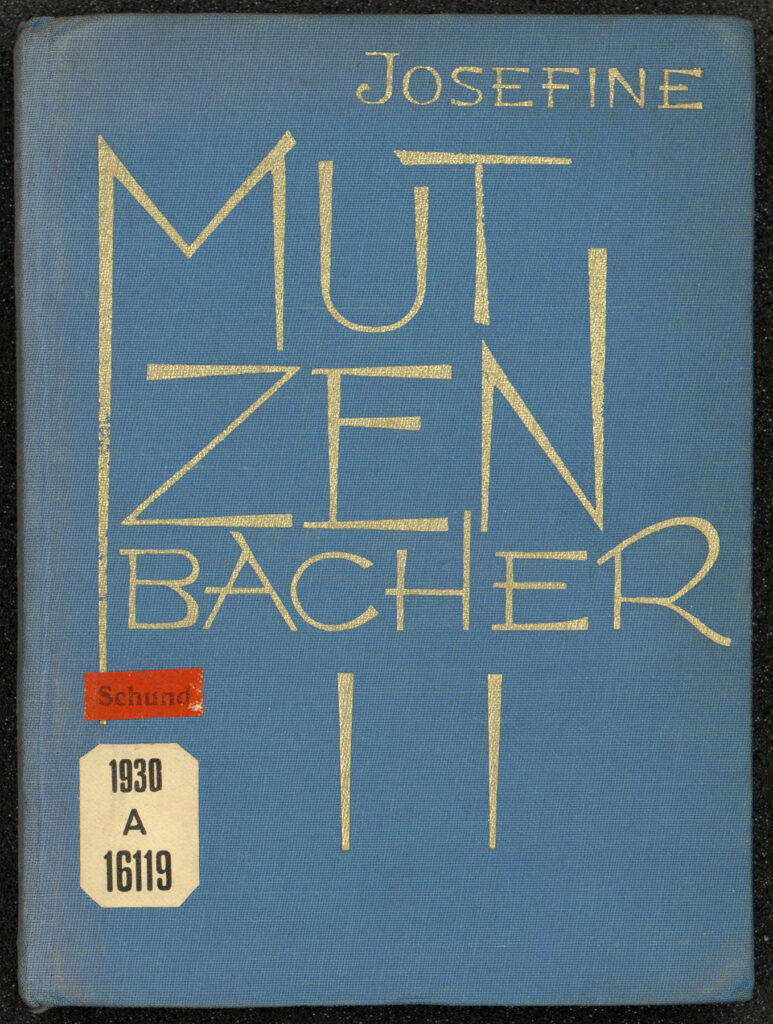 JOSEFINE
MUT
ZEN
BACHER
II
Schund
1930
A
16119